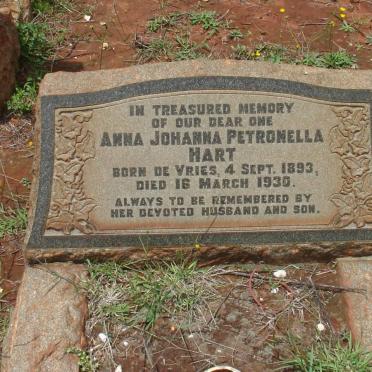 IN TREASURED MEMORY
OF OUR DEAR ONE
ANNA JOHANNA PETRONELLA
HART
BORN DE VRIES, 4 SEPT. 1893,
DIED 16 MARCH 1930.
ALWAYS TO BE REMEMBERED BY
HER DEVOTED HUSBAND AND SON.